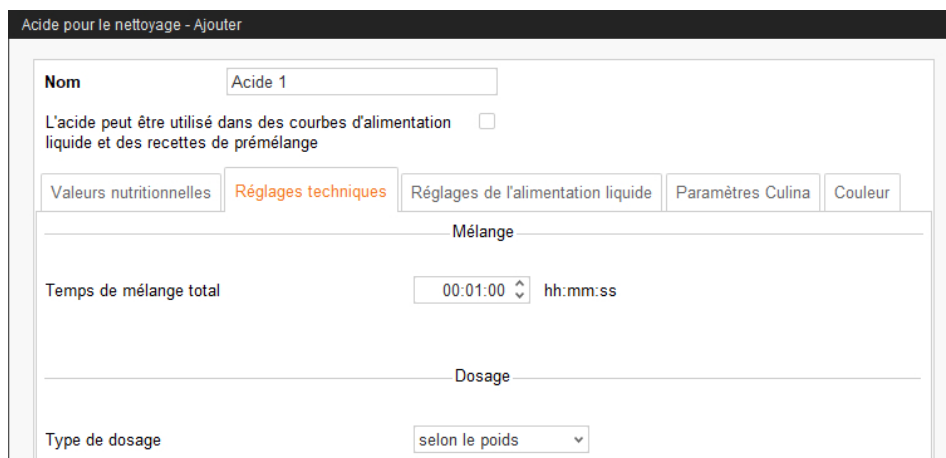 Acide pour le nettoyage - Ajouter
Nom Acide 1
L'acide peut être utilisé dans des courbes d'alimentation
liquide et des recettes de prémélange
Valeurs nutritionnelles Réglages techniques Réglages de l'alimentation liquide Paramètres Culina Couleur
Mélange
Temps de mélange total 00:01:00 hh:mm:ss
Dosage
Type de dosage selon le poids